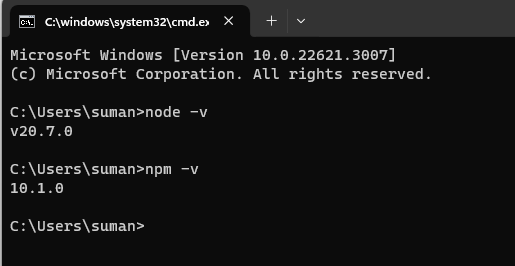 C:\windows\system32\cmd.ex
Microsoft Windows [Version 10.0.22621.3007]
(c) Microsoft Corporation. All rights reserved.
C:\Users\suman>node -v
v20.7.0
C:\Users\suman>npm -v
10.1.0
C:\Users\suman>